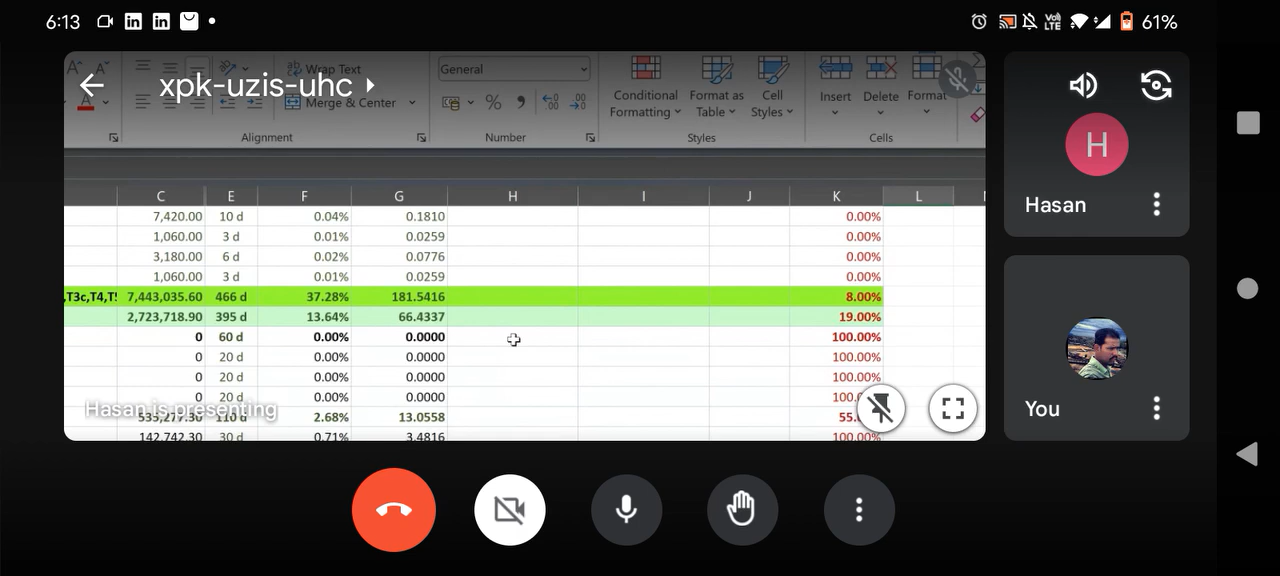 6:13
61%
xpk-uzis-uhc
Wrap Text
Merge & Center
General
Conditional Formatting
Format as Table
Cell Styles
Insert
Delete
Format
Alignment
Number
Styles
Cells
C E F G H I J K L
7,420.00 10 d 0.04% 0.1810 0.00%
1,060.00 3 d 0.01% 0.0259 0.00%
3,180.00 6 d 0.02% 0.0776 0.00%
1,060.00 3 d 0.01% 0.0259 0.00%
,T3c,T4,T 7,443,035.60 466 d 37.28% 181.5416 8.00%
2,723,718.90 395 d 13.64% 66.4337 19.00%
0 60 d 0.00% 0.0000 100.00%
0 20 d 0.00% 0.0000 100.00%
0 20 d 0.00% 0.0000 100.00%
0 20 d 0.00% 0.0000 100.
Hasan is presenting
535,277.30 110 d 2.68% 13.0558 55.
142,742.30 30 d 0.71% 3.4816 100.00%
H
Hasan
You